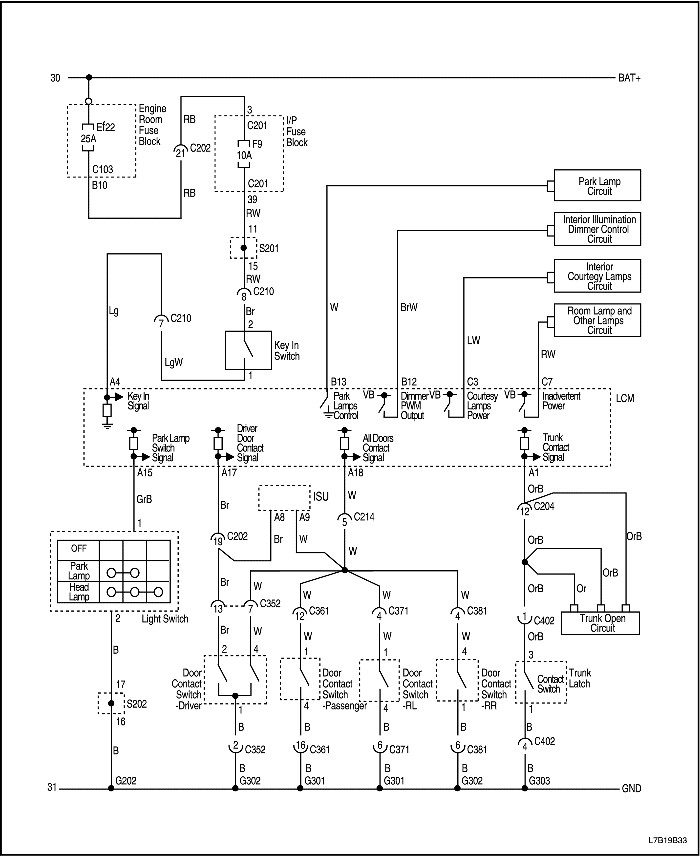 30
BAT+
Engine
Room
Fuse
Block
Ef22
25A
C103
B10
RB
21
C202
RB
3
I/P
Fuse
Block
C201
F9
10A
C201
39
RW
11
S201
15
RW
8
C210
Br
2
Key In
Switch
1
Lg
7
C210
LgW
Park Lamp
Circuit
Interior Illumination
Dimmer Control
Circuit
Interior
Courtegy Lamps
Circuit
Room Lamp and
Other Lamps
Circuit
W
BrW
LW
RW
A4
B13
B12
C3
C7
LCM
Key In
Signal
Park
Lamps
Control
VB
Dimmer
PWM
Output
VB
Courtesy
Lamps
Power
VB
Inadvertent
Power
Park Lamp
Switch
Signal
Driver
Door
Contact
Signal
All Doors
Contact
Signal
Trunk
Contact
Signal
A15
A17
A18
A1
GrB
1
OFF
Park
Lamp
Head
Lamp
2
Light Switch
B
17
S202
16
B
G202
Br
19
C202
Br
13
7
C352
Br
W
W
2
4
ISU
A8
A9
Br
W
W
5
C214
W
Door
Contact
Switch
-Driver
1
B
2
C352
B
G302
W
12
C361
W
1
Door
Contact
Switch
-Passenger
4
B
16
C361
B
G301
W
4
C371
W
1
Door
Contact
Switch
-RL
4
B
6
C371
B
G301
W
4
C381
W
4
Door
Contact
Switch
-RR
1
B
6
C381
B
G302
OrB
12
C204
OrB
OrB
OrB
Or
OrB
Trunk Open
Circuit
OrB
1
C402
OrB
3
Contact
Switch
Trunk
Latch
1
B
4
C402
B
G303
31
GND
L7B19B33